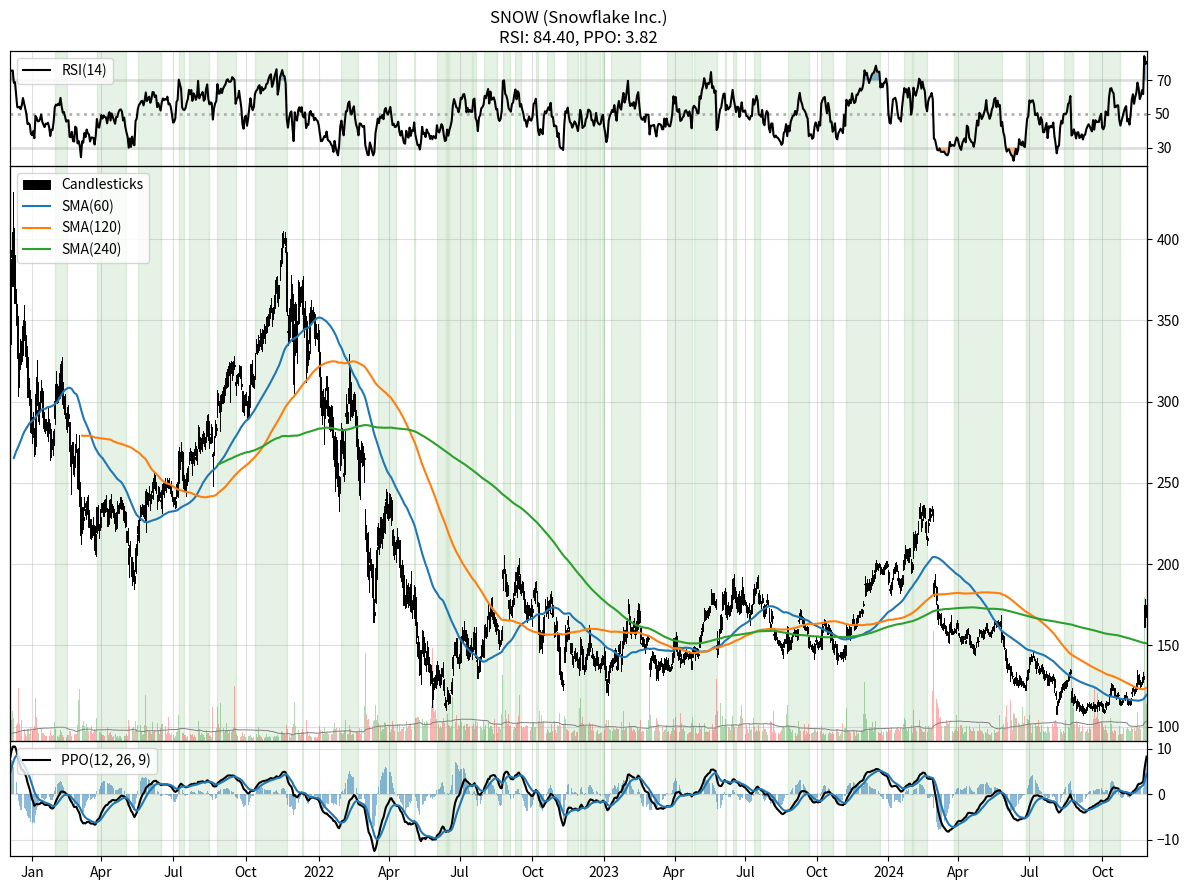 SNOW (Snowflake Inc.)
RSI: 84.40, PPO: 3.82
RSI(14)
70
50
30
Candlesticks
SMA(60)
SMA(120)
SMA(240)
400
350
300
250
200
150
100
PPO(12, 26, 9)
10
0
−10
Jan Apr Jul Oct 2022 Apr Jul Oct 2023 Apr Jul Oct 2024 Apr Jul Oct